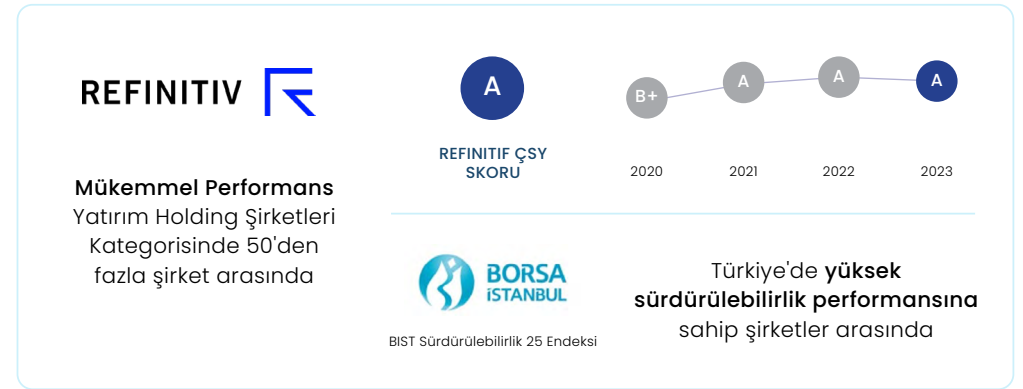 REFINITIV
Mükemmel Performans
Yatırım Holding Şirketleri
Kategorisinde 50'den
fazla şirket arasında
A
REFINITIF ÇSY
SKORU
B+
A
A
A
2020
2021
2022
2023
BORSA
İSTANBUL
BIST Sürdürülebilirlik 25 Endeksi
Türkiye'de yüksek
sürdürülebilirlik performansına
sahip şirketler arasında